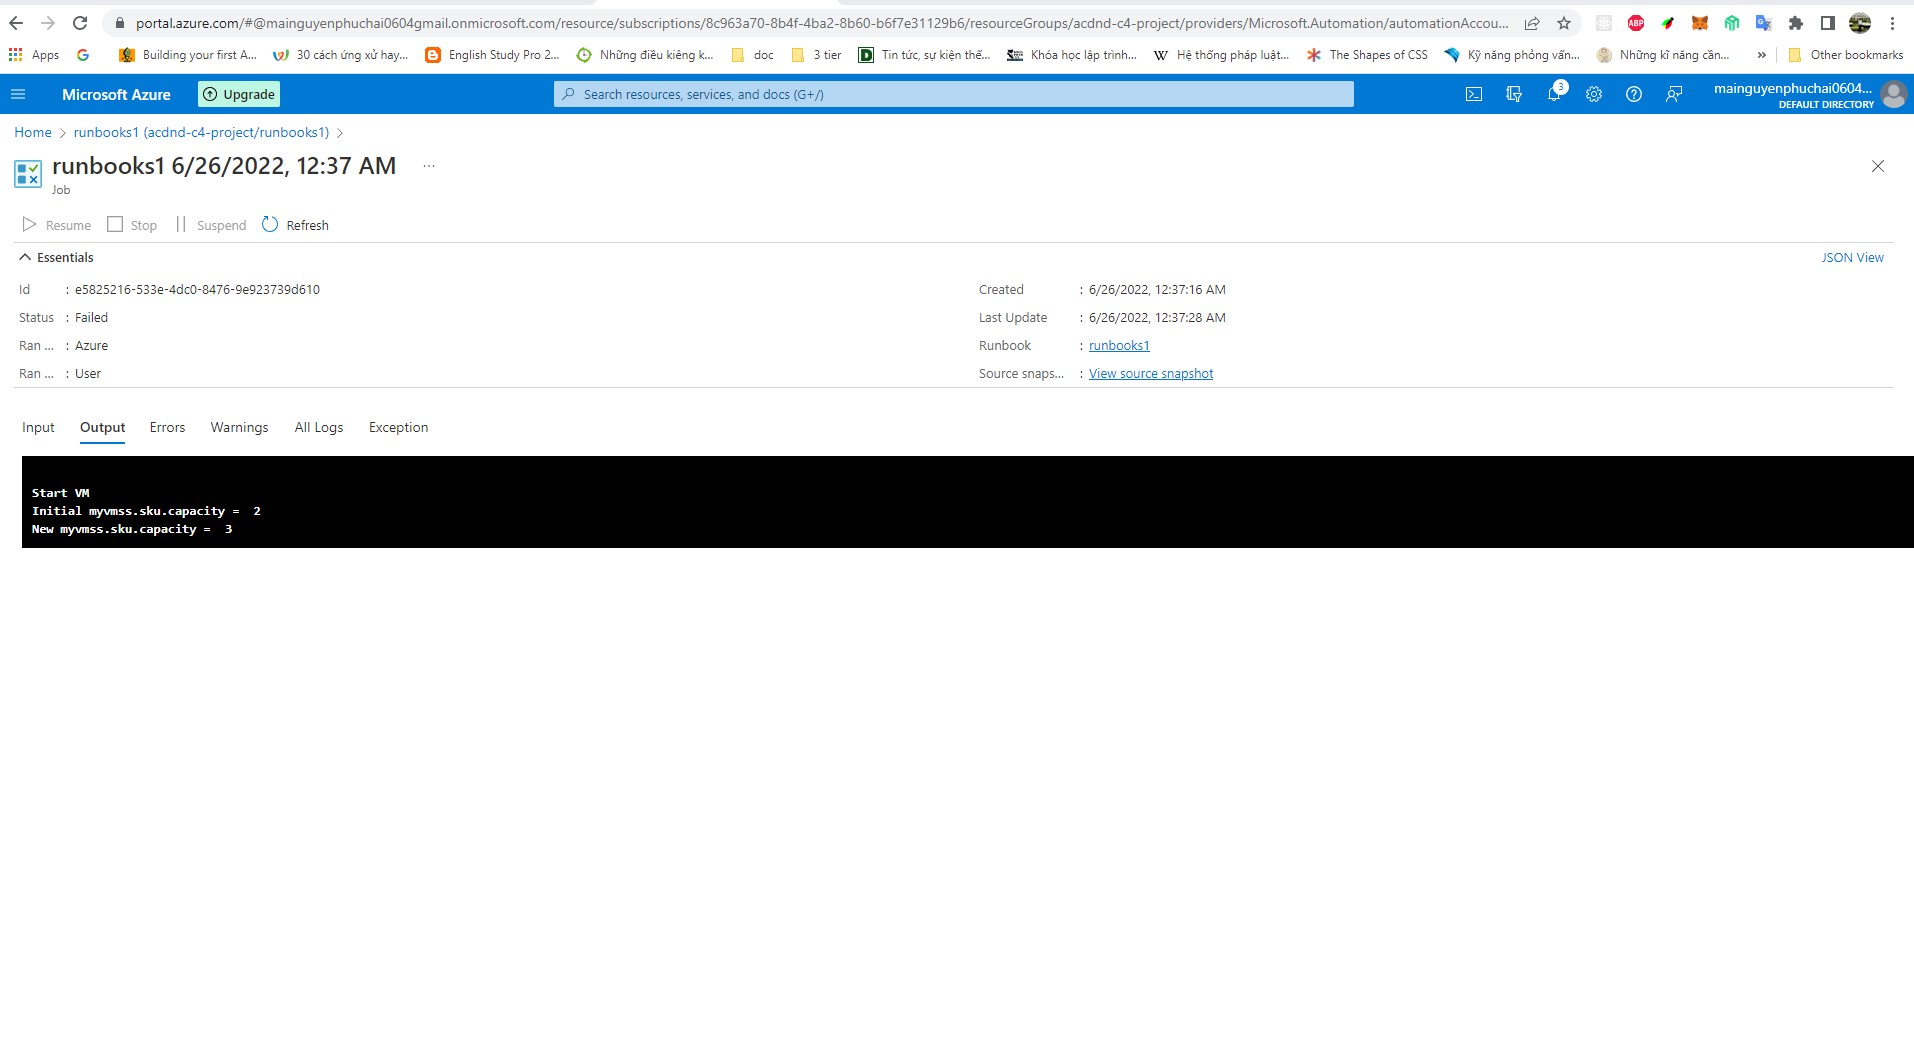 portal.azure.com/#@mainguyenphuchai0604gmail.onmicrosoft.com/resource/subscriptions/8c963a70-8b4f-4ba2-8b60-b6f7e31129b6/resourceGroups/acdnd-c4-project/providers/Microsoft.Automation/automationAccou...
ABP
Apps Building your first A... 30 cách ứng xử hay... English Study Pro 2... Những điều kiêng k... doc 3 tier Tin tức, sự kiện thế... Khóa học lập trình... Hệ thống pháp luật... The Shapes of CSS Kỹ năng phỏng vấn... Những kĩ năng cần... » Other bookmarks
Microsoft Azure Upgrade Search resources, services, and docs (G+/) 3 mainguyenphuchai0604...
DEFAULT DIRECTORY
Home > runbooks1 (acdnd-c4-project/runbooks1) >
runbooks1 6/26/2022, 12:37 AM ...
Job
Resume Stop Suspend Refresh
Essentials JSON View
Id : e5825216-533e-4dc0-8476-9e923739d610 Created : 6/26/2022, 12:37:16 AM
Status : Failed Last Update : 6/26/2022, 12:37:28 AM
Ran ... : Azure Runbook : runbooks1
Ran ... : User Source snaps... : View source snapshot
Input Output Errors Warnings All Logs Exception
Start VM
Initial myvmss.sku.capacity = 2
New myvmss.sku.capacity = 3